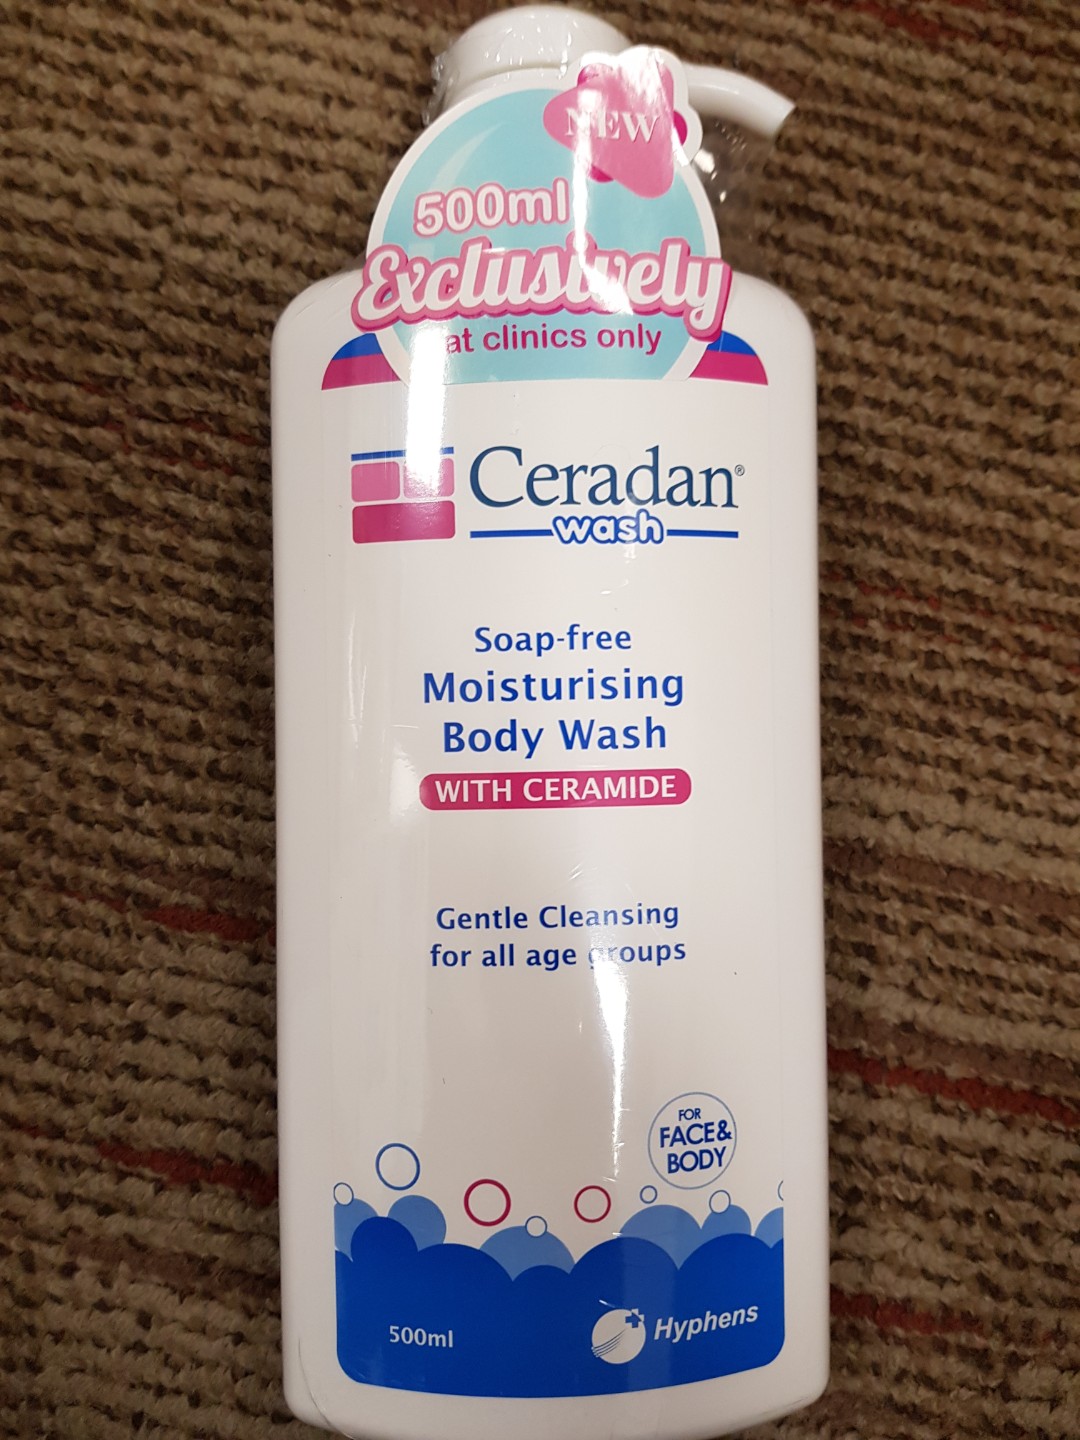 NEW
500ml
Exclusively
at clinics only
Ceradan®
wash
Soap-free
Moisturising
Body Wash
WITH CERAMIDE
Gentle Cleansing
for all age groups
FOR
FACE&
BODY
500ml
Hyphens